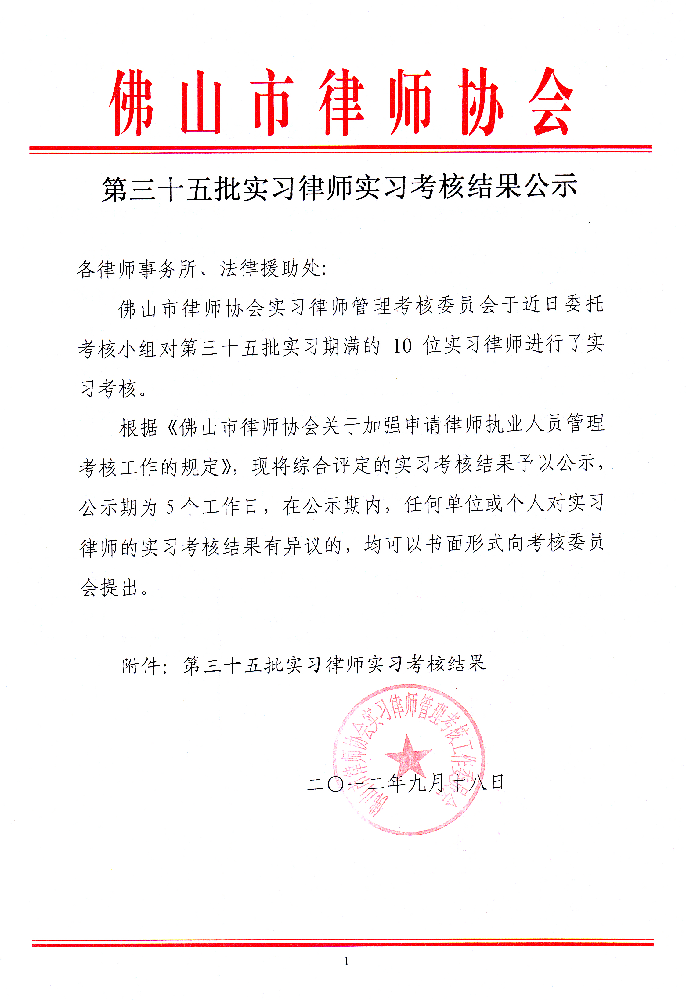 佛山市律师协会
第三十五批实习律师实习考核结果公示
各律师事务所、法律援助处：
佛山市律师协会实习律师管理考核委员会于近日委托
考核小组对第三十五批实习期满的 10 位实习律师进行了实
习考核。
根据《佛山市律师协会关于加强申请律师执业人员管理
考核工作的规定》，现将综合评定的实习考核结果予以公示，
公示期为 5 个工作日，在公示期内，任何单位或个人对实习
律师的实习考核结果有异议的，均可以书面形式向考核委员
会提出。
附件：第三十五批实习律师实习考核结果
佛山市律师协会实习律师管理考核工作委员会
二〇一二年九月十八日
1